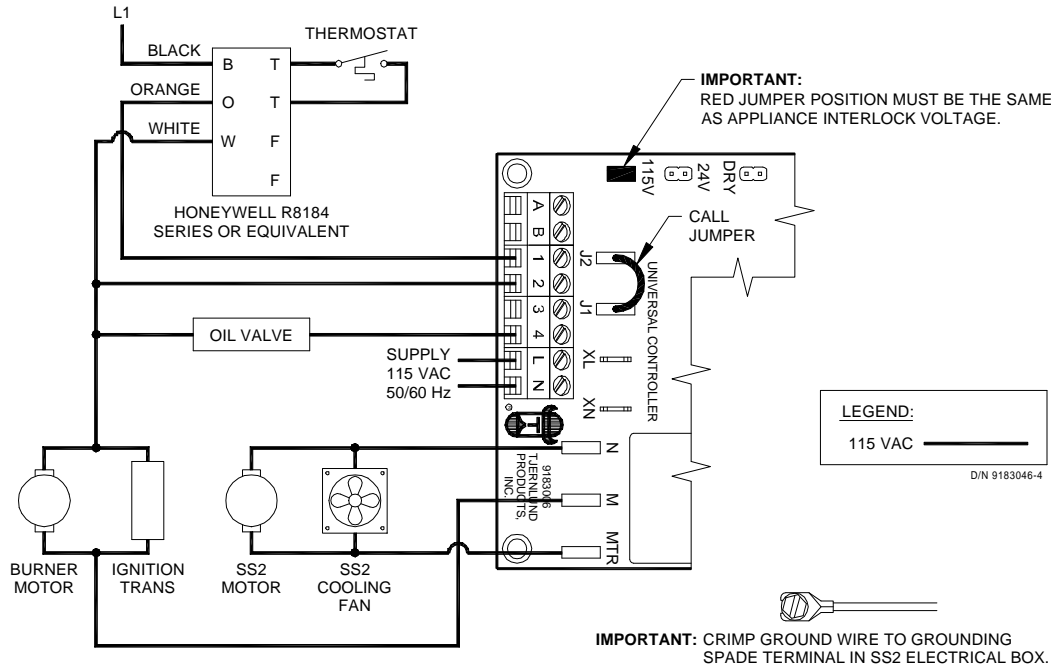 L1
BLACK
ORANGE
WHITE
B T
O T
W F
F
THERMOSTAT
HONEYWELL R8184
SERIES OR EQUIVALENT
IMPORTANT:
RED JUMPER POSITION MUST BE THE SAME
AS APPLIANCE INTERLOCK VOLTAGE.
115V
24V
DRY
CALL
JUMPER
A
B
1
2
3
4
L
N
J2
J1
XL
XN
UNIVERSAL CONTROLLER
OIL VALVE
SUPPLY
115 VAC
50/60 Hz
T
9183006
TJERNLUND
PRODUCTS,
INC.
N
M
MTR
LEGEND:
115 VAC
D/N 9183046-4
BURNER
MOTOR
IGNITION
TRANS
SS2
MOTOR
SS2
COOLING
FAN
IMPORTANT: CRIMP GROUND WIRE TO GROUNDING
SPADE TERMINAL IN SS2 ELECTRICAL BOX.